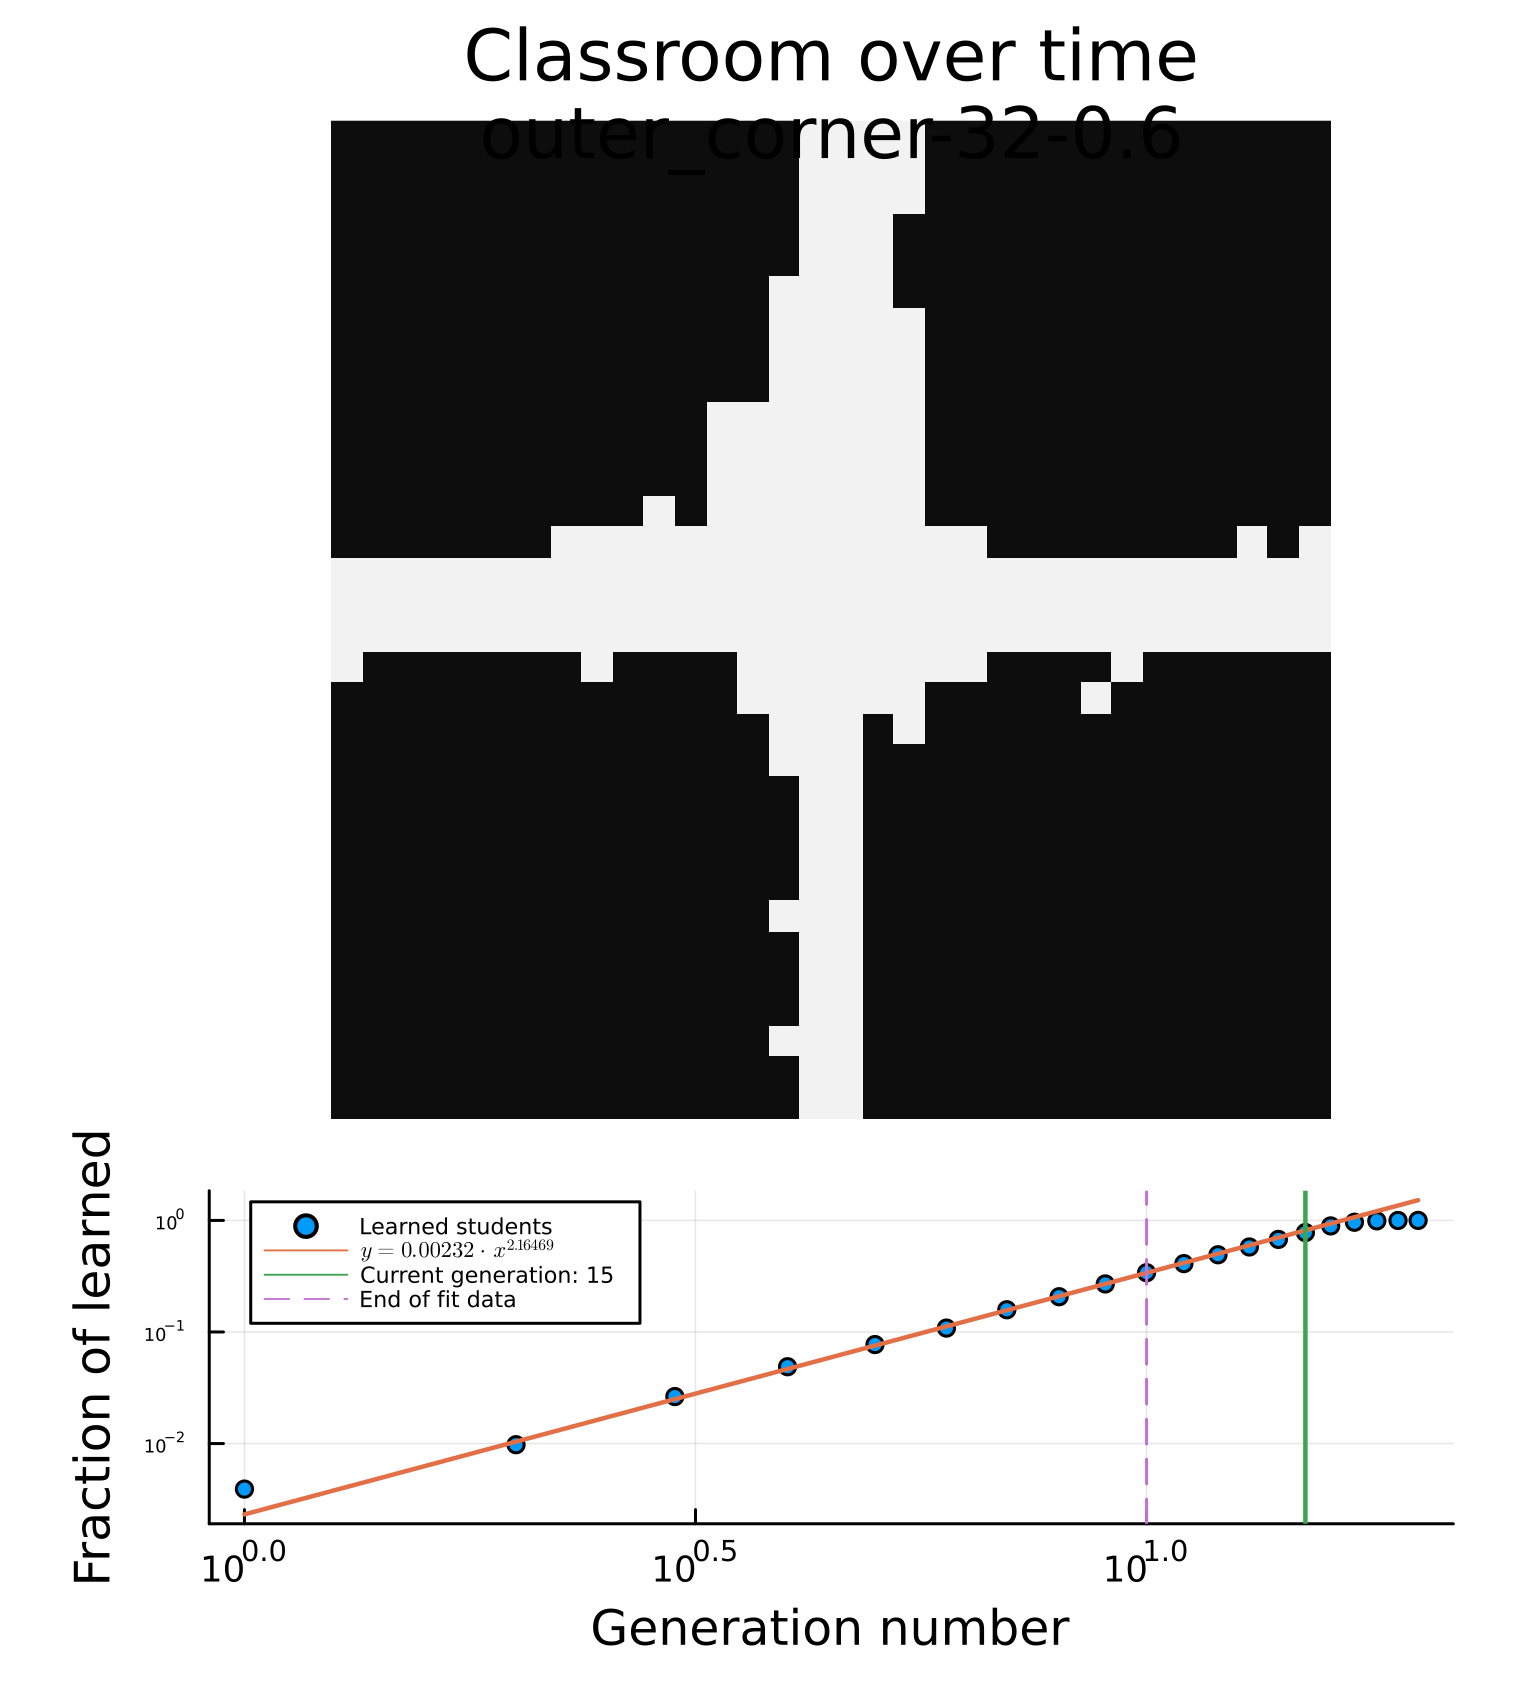 Classroom over time
outer_corner-32-0.6
Fraction of learned
10⁰
10⁻¹
10⁻²
Learned students
y = 0.00232 · x^2.16469
Current generation: 15
End of fit data
10^0.0
10^0.5
10^1.0
Generation number